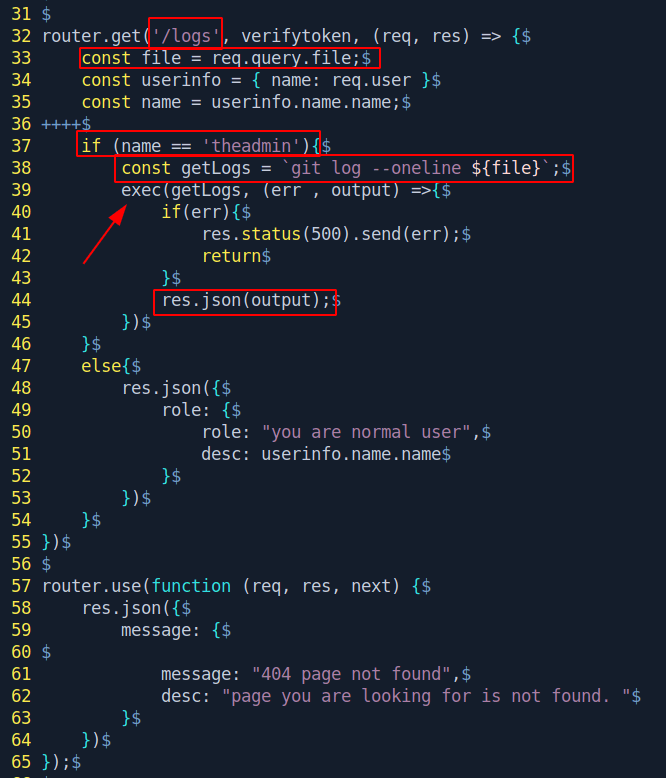 31 $
32 router.get('/logs', verifytoken, (req, res) => {$
33     const file = req.query.file;$
34     const userinfo = { name: req.user }$
35     const name = userinfo.name.name;$
36 ++++$
37     if (name == 'theadmin'){$
38         const getLogs = `git log --oneline ${file}`;$
39         exec(getLogs, (err , output) =>{$
40             if(err){$
41                 res.status(500).send(err);$
42                 return$
43             }$
44             res.json(output);$
45         })$
46     }$
47     else{$
48         res.json({$
49             role: {$
50                 role: "you are normal user",$
51                 desc: userinfo.name.name$
52             }$
53         })$
54     }$
55 })$
56 $
57 router.use(function (req, res, next) {$
58     res.json({$
59         message: {$
60 $
61             message: "404 page not found",$
62             desc: "page you are looking for is not found. "$
63         }$
64     })$
65 });$